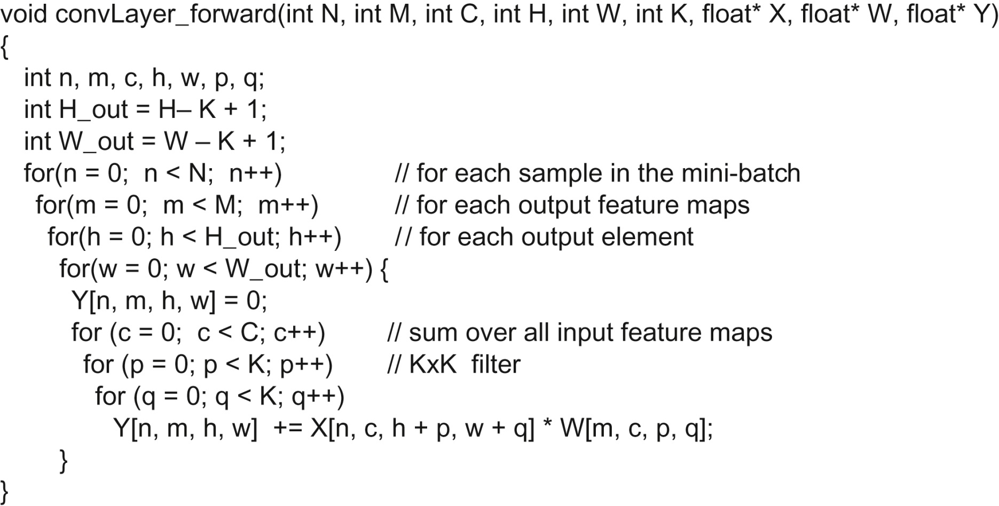 void convLayer_forward(int N, int M, int C, int H, int W, int K, float* X, float* W, float* Y)
{
int n, m, c, h, w, p, q;
int H_out = H– K + 1;
int W_out = W – K + 1;
for(n = 0; n < N; n++) // for each sample in the mini-batch
for(m = 0; m < M; m++) // for each output feature maps
for(h = 0; h < H_out; h++) // for each output element
for(w = 0; w < W_out; w++) {
Y[n, m, h, w] = 0;
for (c = 0; c < C; c++) // sum over all input feature maps
for (p = 0; p < K; p++) // KxK filter
for (q = 0; q < K; q++)
Y[n, m, h, w] += X[n, c, h + p, w + q] * W[m, c, p, q];
}
}